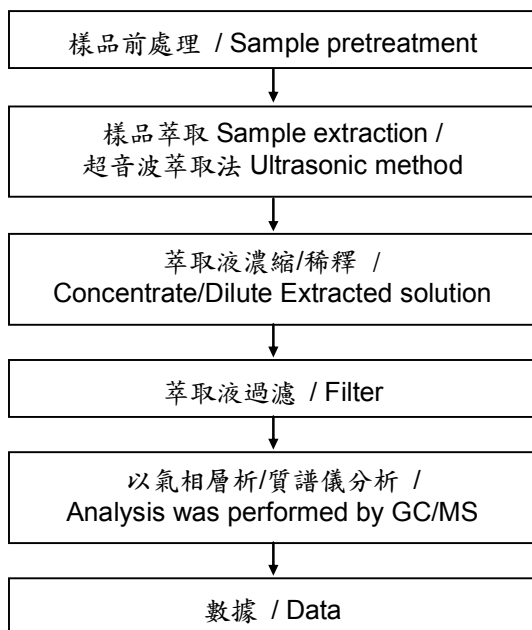 樣品前處理 / Sample pretreatment
樣品萃取 Sample extraction /
超音波萃取法 Ultrasonic method
萃取液濃縮/稀釋 /
Concentrate/Dilute Extracted solution
萃取液過濾 / Filter
以氣相層析/質譜儀分析 /
Analysis was performed by GC/MS
數據 / Data